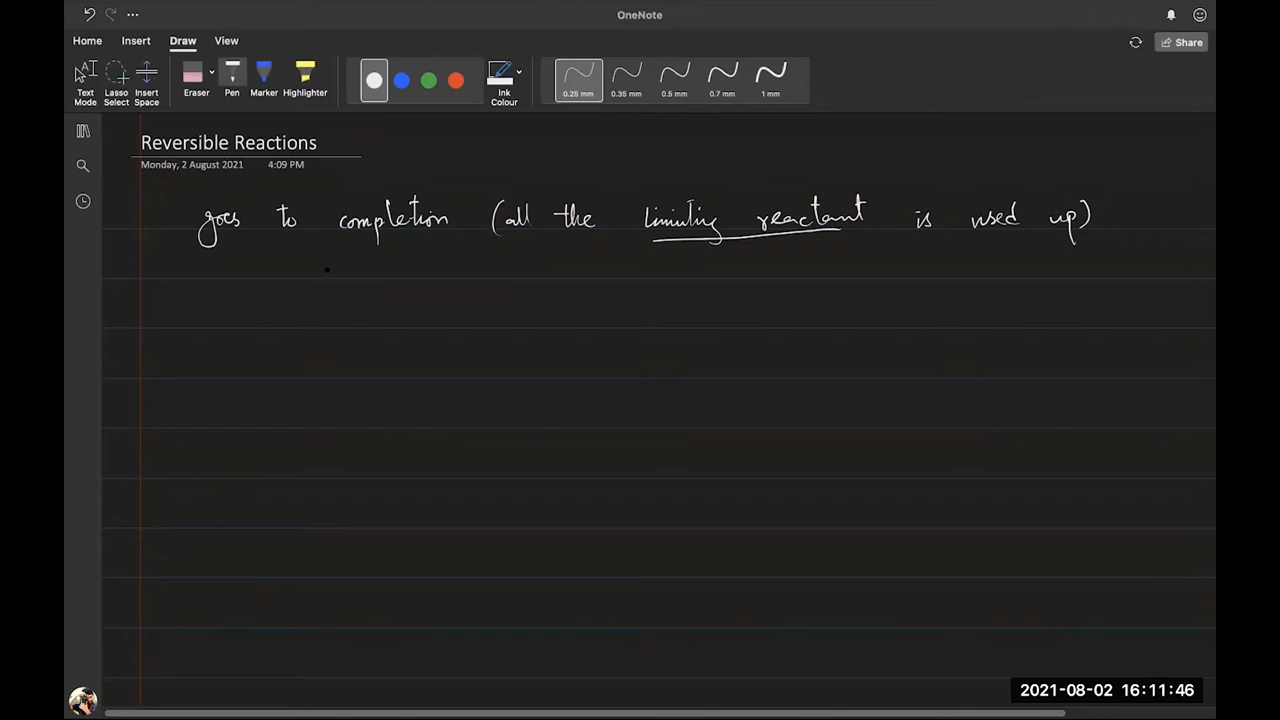 OneNote
Home Insert Draw View
Share
Text Mode
Lasso Select
Insert Space
Eraser
Pen
Marker
Highlighter
Ink Colour
0.25 mm
0.35 mm
0.5 mm
0.7 mm
1 mm
Reversible Reactions
Monday, 2 August 2021 4:09 PM
goes to completion (all the limiting reactant is used up)
2021-08-02 16:11:46